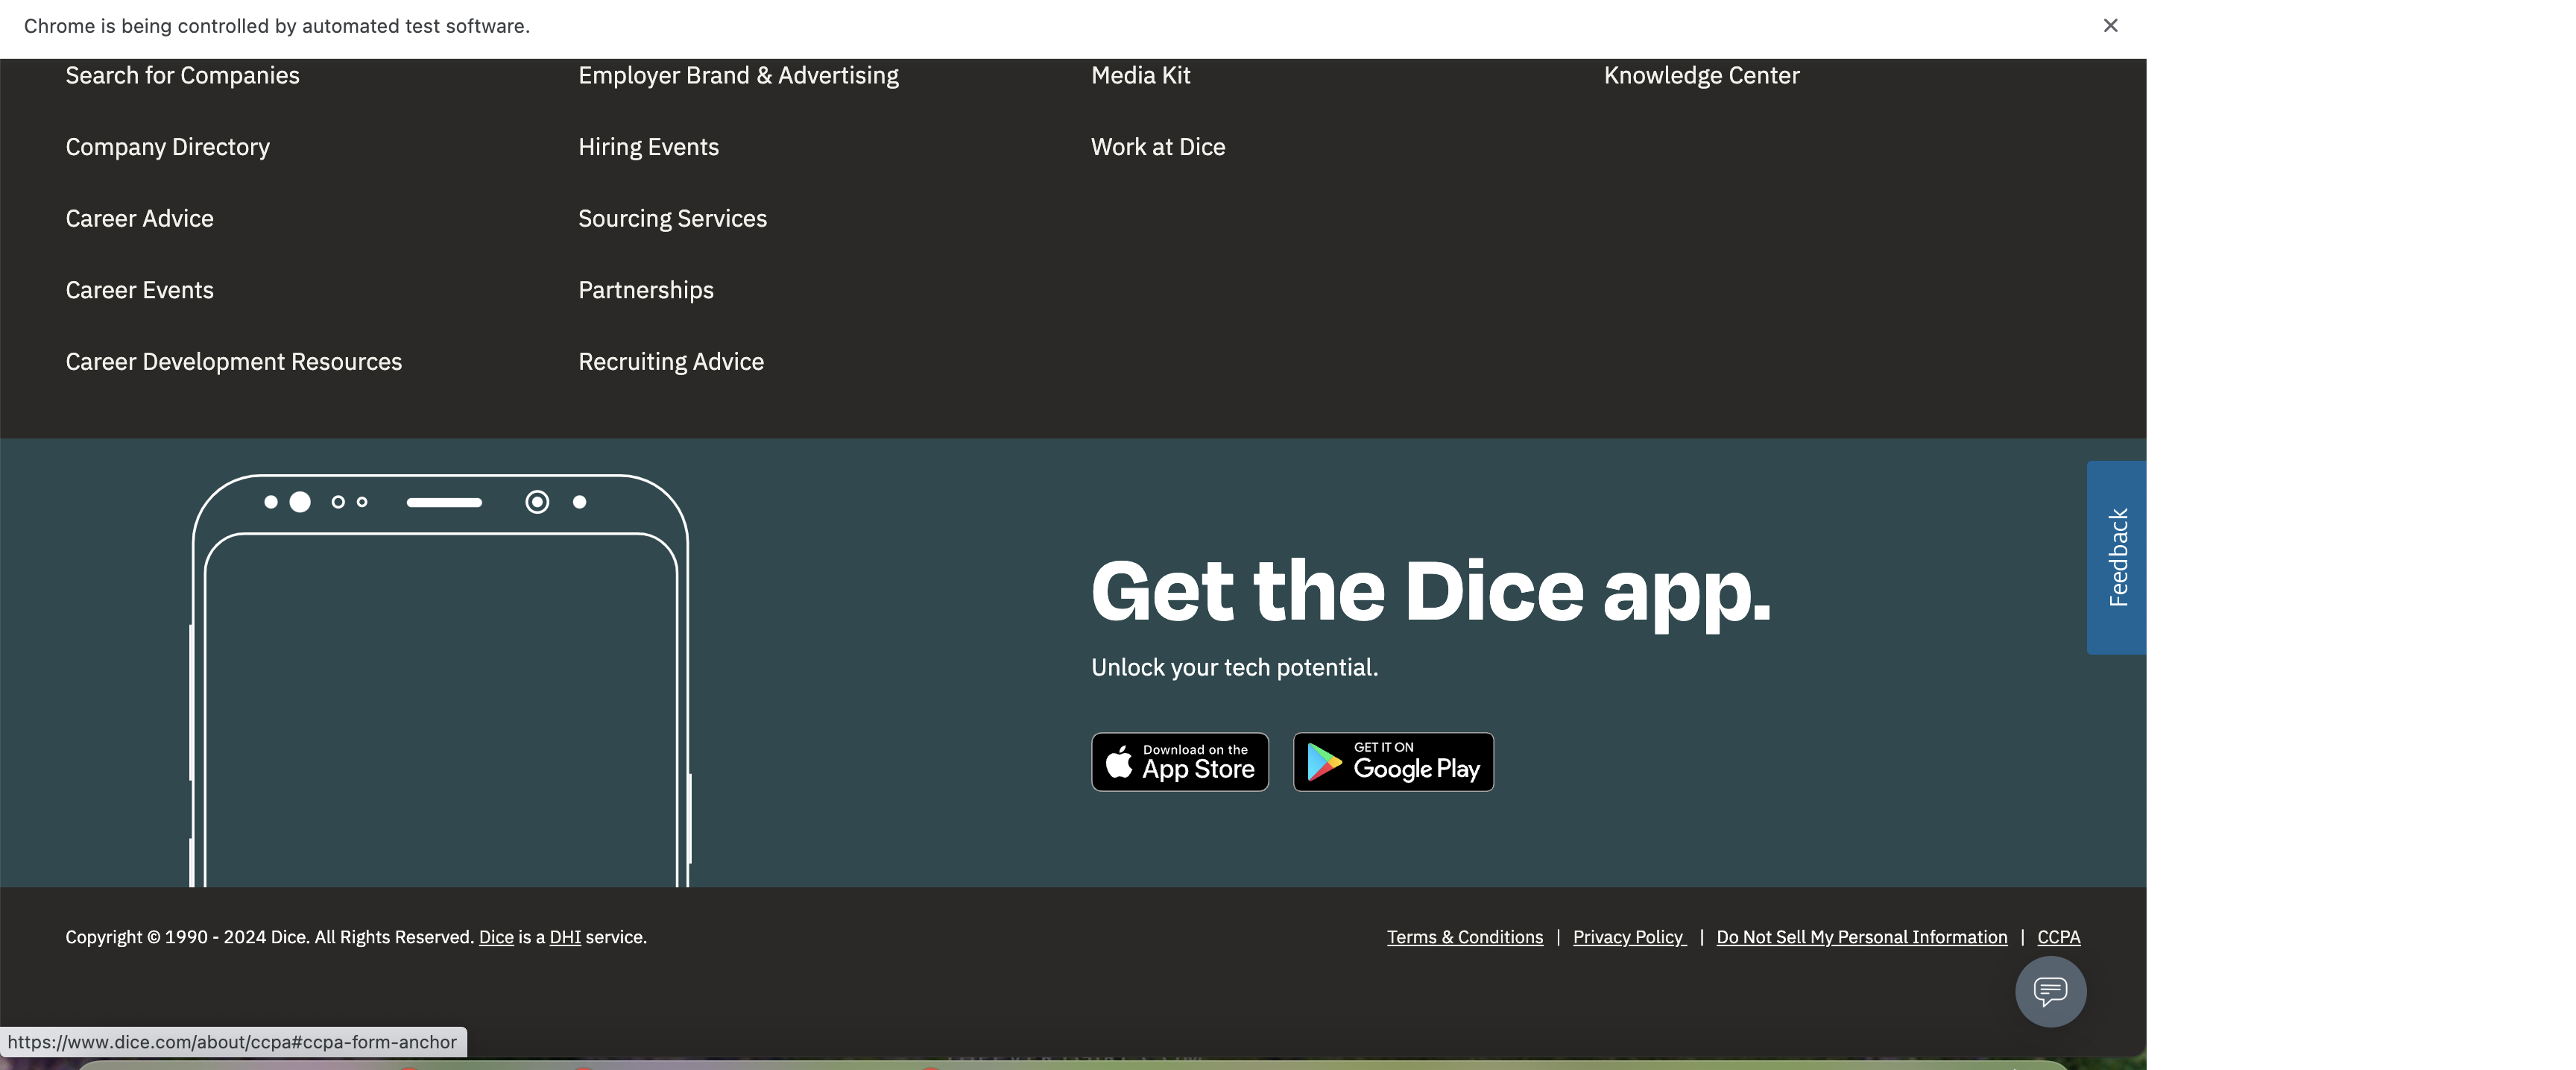 Chrome is being controlled by automated test software.
Search for Companies
Company Directory
Career Advice
Career Events
Career Development Resources
Employer Brand & Advertising
Hiring Events
Sourcing Services
Partnerships
Recruiting Advice
Media Kit
Work at Dice
Knowledge Center
Feedback
Get the Dice app.
Unlock your tech potential.
Download on the
App Store
GET IT ON
Google Play
Copyright © 1990 - 2024 Dice. All Rights Reserved. Dice is a DHI service.
Terms & Conditions | Privacy Policy | Do Not Sell My Personal Information | CCPA
https://www.dice.com/about/ccpa#ccpa-form-anchor